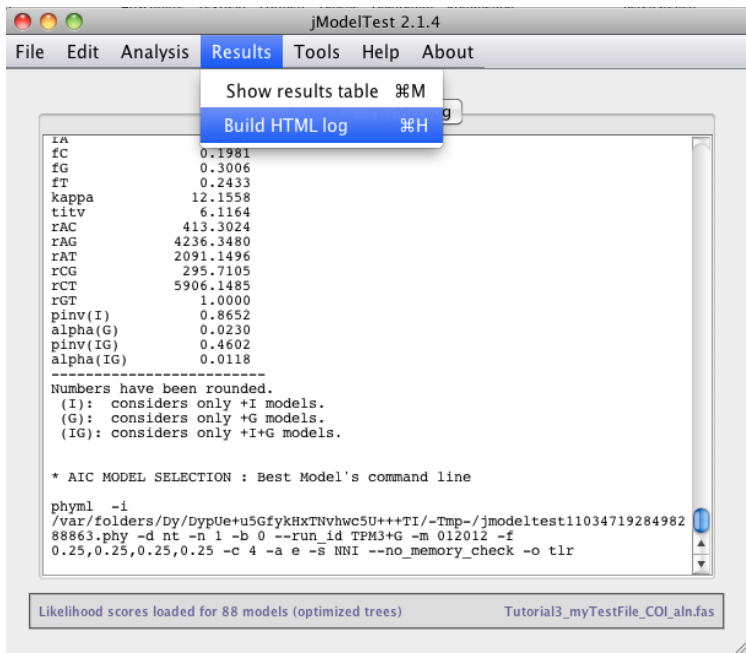 jModelTest 2.1.4
File Edit Analysis Results Tools Help About
Show results table ⌘M
Build HTML log ⌘H
fC 0.1981
fG 0.3006
fT 0.2433
kappa 12.1558
titv 6.1164
rAC 413.3024
rAG 4236.3480
rAT 2091.1496
rCG 295.7105
rCT 5906.1485
rGT 1.0000
pinv(I) 0.8652
alpha(G) 0.0230
pinv(IG) 0.4602
alpha(IG) 0.0118
--------------------------
Numbers have been rounded.
(I): considers only +I models.
(G): considers only +G models.
(IG): considers only +I+G models.
* AIC MODEL SELECTION : Best Model's command line
phyml -i
/var/folders/Dy/DypUe+u5GfykHxTNvhwc5U+++TI/-Tmp-/jmodeltest11034719284982
88863.phy -d nt -n 1 -b 0 --run_id TPM3+G -m 012012 -f
0.25,0.25,0.25,0.25 -c 4 -a e -s NNI --no_memory_check -o tlr
Likelihood scores loaded for 88 models (optimized trees) Tutorial3_myTestFile_COI_aln.fas